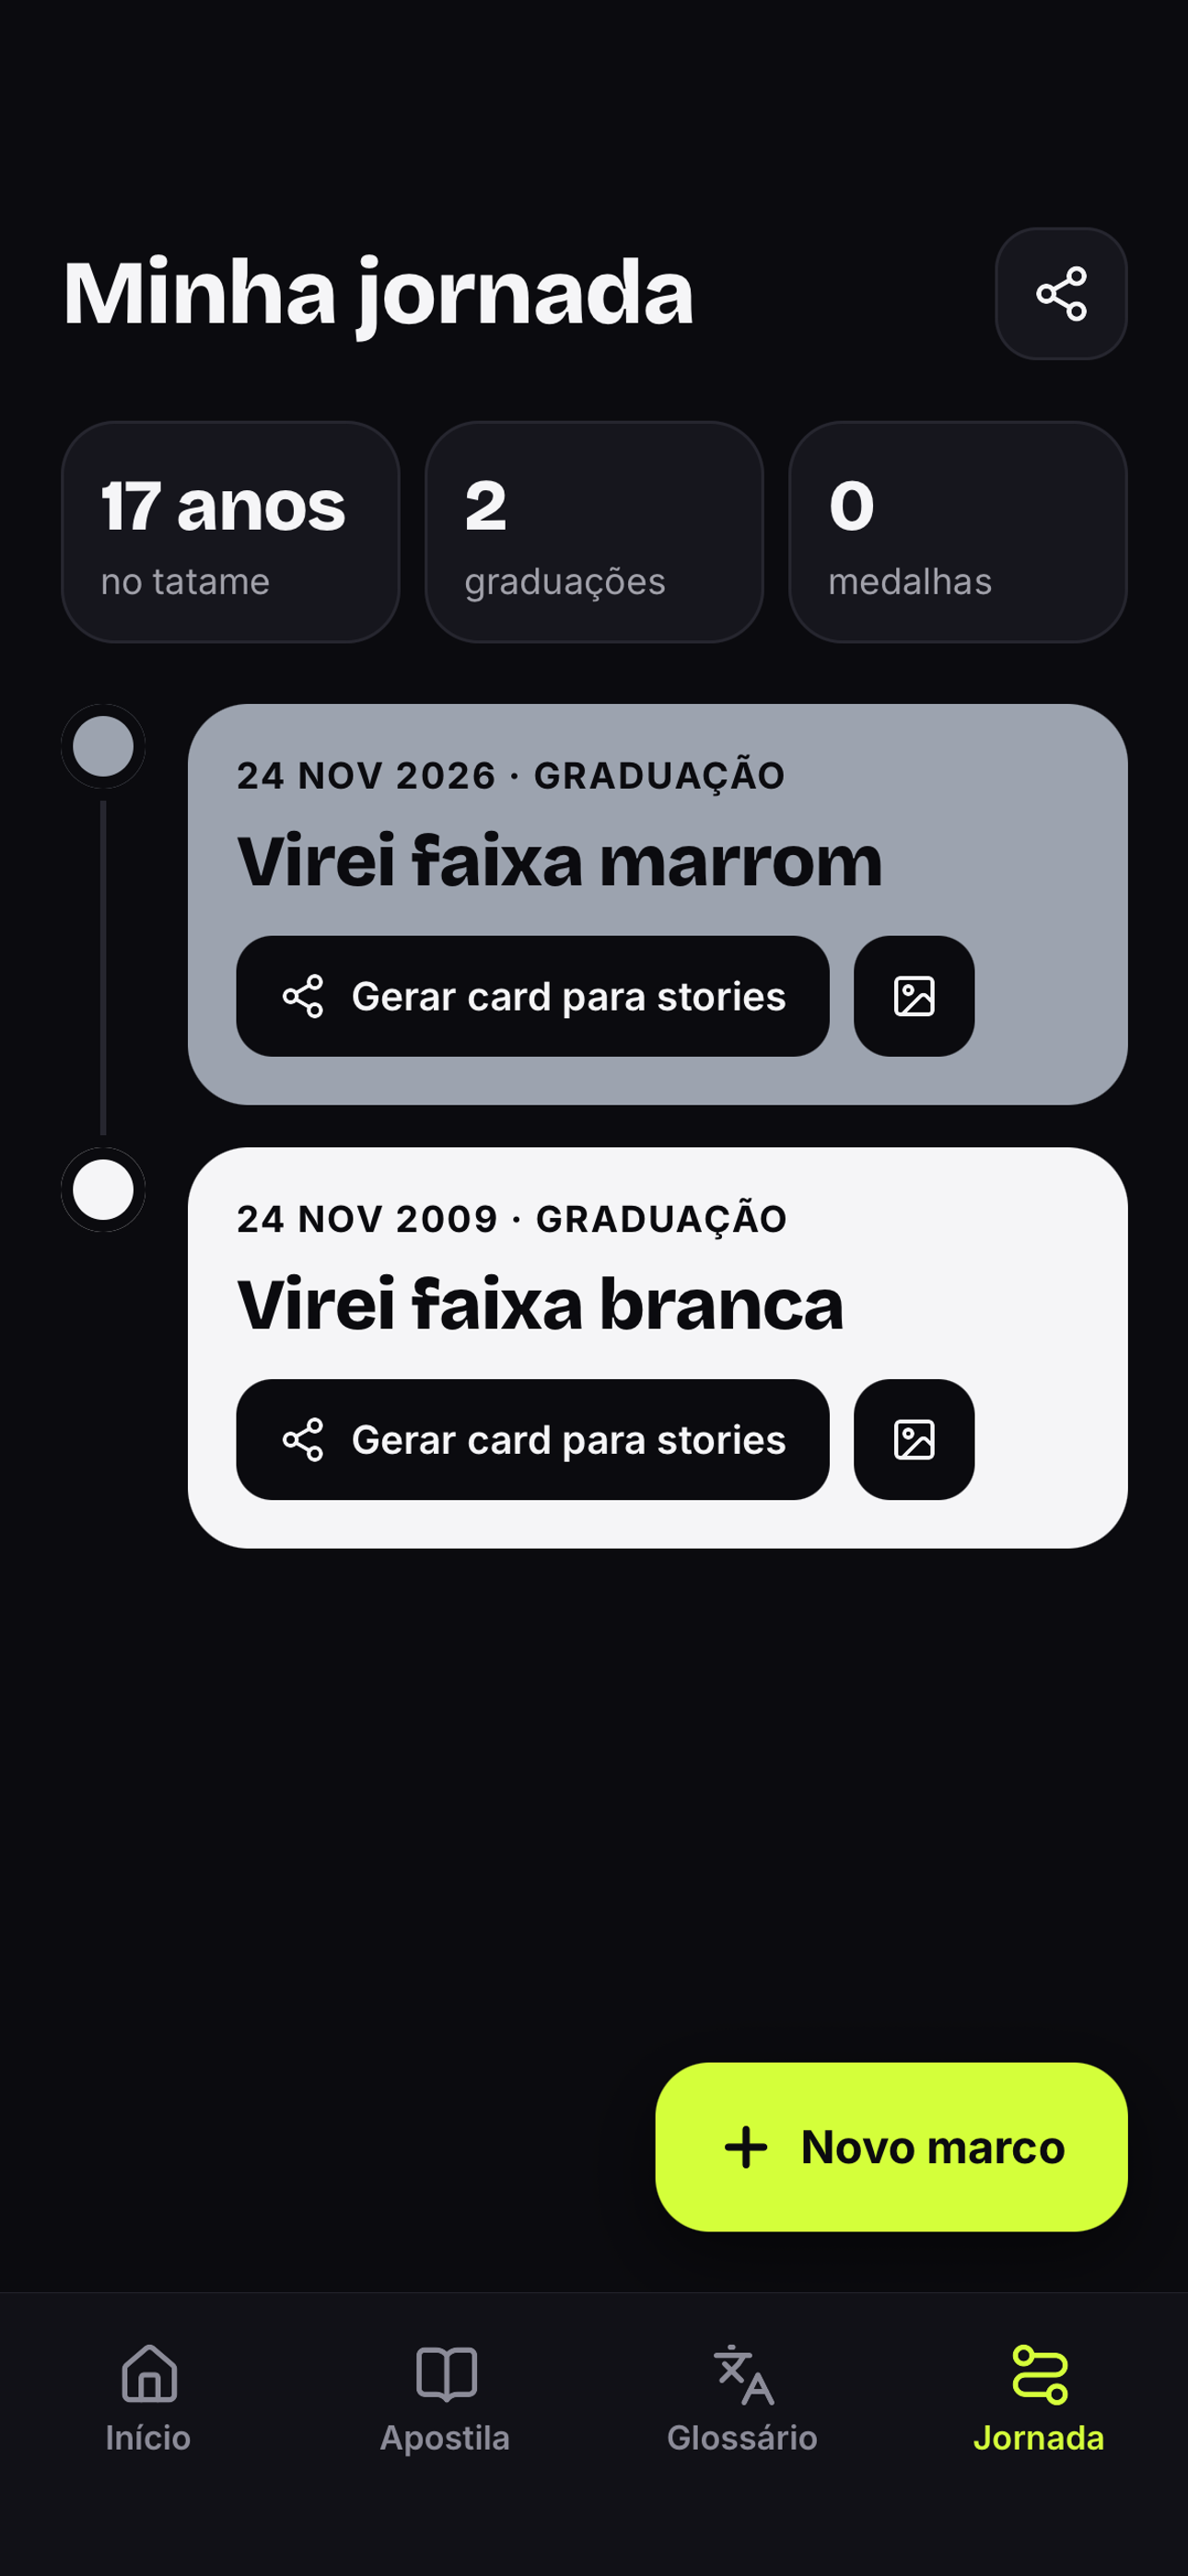 Minha jornada
17 anos
no tatame
2
graduações
0
medalhas
24 NOV 2026 · GRADUAÇÃO
Virei faixa marrom
Gerar card para stories
24 NOV 2009 · GRADUAÇÃO
Virei faixa branca
Gerar card para stories
Novo marco
Início
Apostila
Glossário
Jornada